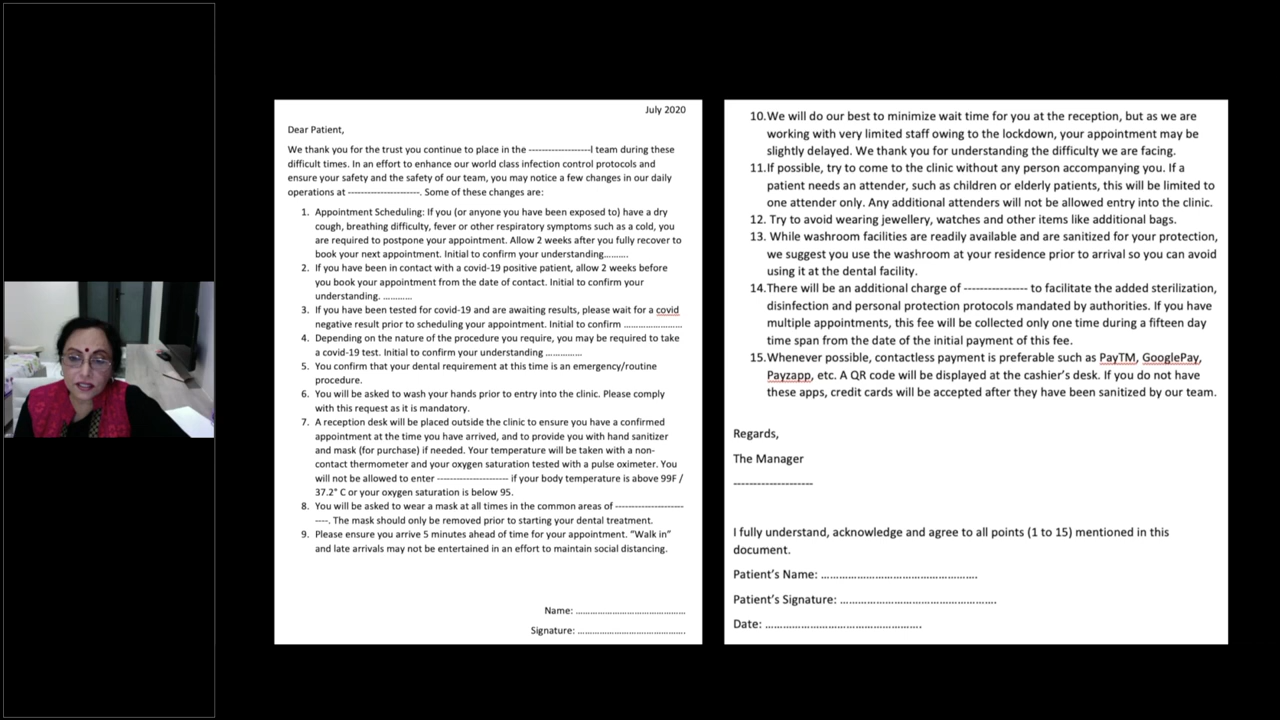 July 2020
Dear Patient,
We thank you for the trust you continue to place in the -------------------l team during these
difficult times. In an effort to enhance our world class infection control protocols and
ensure your safety and the safety of our team, you may notice a few changes in our daily
operations at ----------------------. Some of these changes are:
1. Appointment Scheduling: If you (or anyone you have been exposed to) have a dry
cough, breathing difficulty, fever or other respiratory symptoms such as a cold, you
are required to postpone your appointment. Allow 2 weeks after you fully recover to
book your next appointment. Initial to confirm your understanding.........
2. If you have been in contact with a covid-19 positive patient, allow 2 weeks before
you book your appointment from the date of contact. Initial to confirm your
understanding. ............
3. If you have been tested for covid-19 and are awaiting results, please wait for a covid
negative result prior to scheduling your appointment. Initial to confirm .....................
4. Depending on the nature of the procedure you require, you may be required to take
a covid-19 test. Initial to confirm your understanding .............
5. You confirm that your dental requirement at this time is an emergency/routine
procedure.
6. You will be asked to wash your hands prior to entry into the clinic. Please comply
with this request as it is mandatory.
7. A reception desk will be placed outside the clinic to ensure you have a confirmed
appointment at the time you have arrived, and to provide you with hand sanitizer
and mask (for purchase) if needed. Your temperature will be taken with a non-
contact thermometer and your oxygen saturation tested with a pulse oximeter. You
will not be allowed to enter --------------------- if your body temperature is above 99F /
37.2° C or your oxygen saturation is below 95.
8. You will be asked to wear a mask at all times in the common areas of ---------------------
----. The mask should only be removed prior to starting your dental treatment.
9. Please ensure you arrive 5 minutes ahead of time for your appointment. “Walk in”
and late arrivals may not be entertained in an effort to maintain social distancing.
Name: ..........................................
Signature: .........................................
10.We will do our best to minimize wait time for you at the reception, but as we are
working with very limited staff owing to the lockdown, your appointment may be
slightly delayed. We thank you for understanding the difficulty we are facing.
11.If possible, try to come to the clinic without any person accompanying you. If a
patient needs an attender, such as children or elderly patients, this will be limited to
one attender only. Any additional attenders will not be allowed entry into the clinic.
12. Try to avoid wearing jewellery, watches and other items like additional bags.
13. While washroom facilities are readily available and are sanitized for your protection,
we suggest you use the washroom at your residence prior to arrival so you can avoid
using it at the dental facility.
14.There will be an additional charge of ---------------- to facilitate the added sterilization,
disinfection and personal protection protocols mandated by authorities. If you have
multiple appointments, this fee will be collected only one time during a fifteen day
time span from the date of the initial payment of this fee.
15.Whenever possible, contactless payment is preferable such as PayTM, GooglePay,
Payzapp, etc. A QR code will be displayed at the cashier’s desk. If you do not have
these apps, credit cards will be accepted after they have been sanitized by our team.
Regards,
The Manager
--------------------
I fully understand, acknowledge and agree to all points (1 to 15) mentioned in this
document.
Patient’s Name: ...................................................
Patient’s Signature: ...................................................
Date: ...................................................